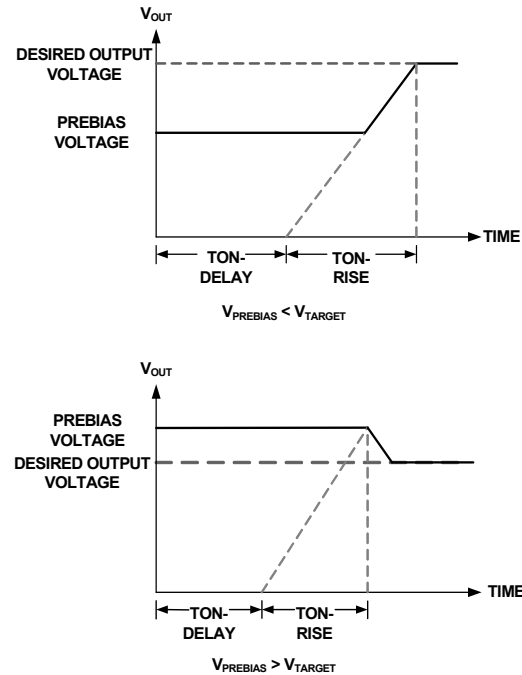 VOUT
DESIRED OUTPUT
VOLTAGE
PREBIAS
VOLTAGE
TIME
TON-
DELAY
TON-
RISE
VPREBIAS < VTARGET
VOUT
PREBIAS
VOLTAGE
DESIRED OUTPUT
VOLTAGE
TIME
TON-
DELAY
TON-
RISE
VPREBIAS > VTARGET